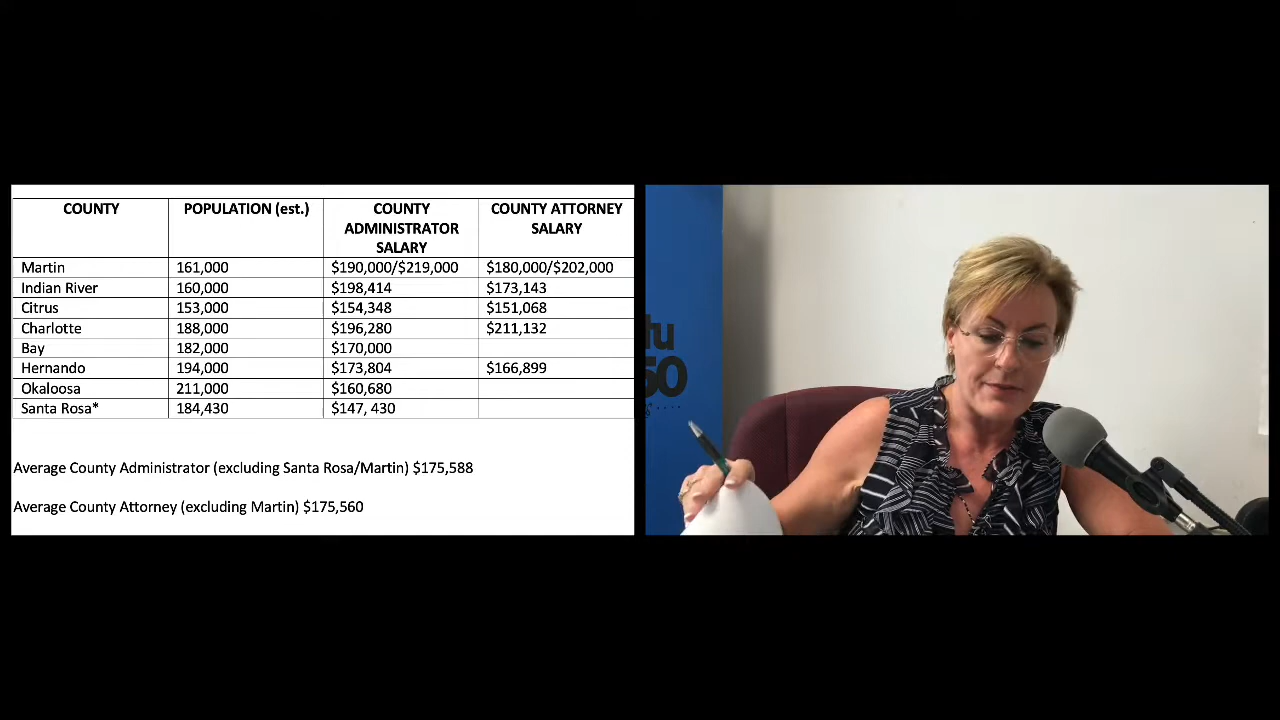 COUNTY POPULATION (est.) COUNTY ADMINISTRATOR SALARY COUNTY ATTORNEY SALARY
Martin 161,000 $190,000/$219,000 $180,000/$202,000
Indian River 160,000 $198,414 $173,143
Citrus 153,000 $154,348 $151,068
Charlotte 188,000 $196,280 $211,132
Bay 182,000 $170,000
Hernando 194,000 $173,804 $166,899
Okaloosa 211,000 $160,680
Santa Rosa* 184,430 $147, 430
Average County Administrator (excluding Santa Rosa/Martin) $175,588
Average County Attorney (excluding Martin) $175,560